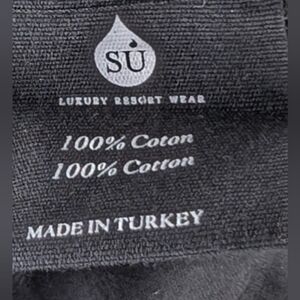 SU
LUXURY RESORT WEAR
100% Coton
100% Cotton
MADE IN TURKEY